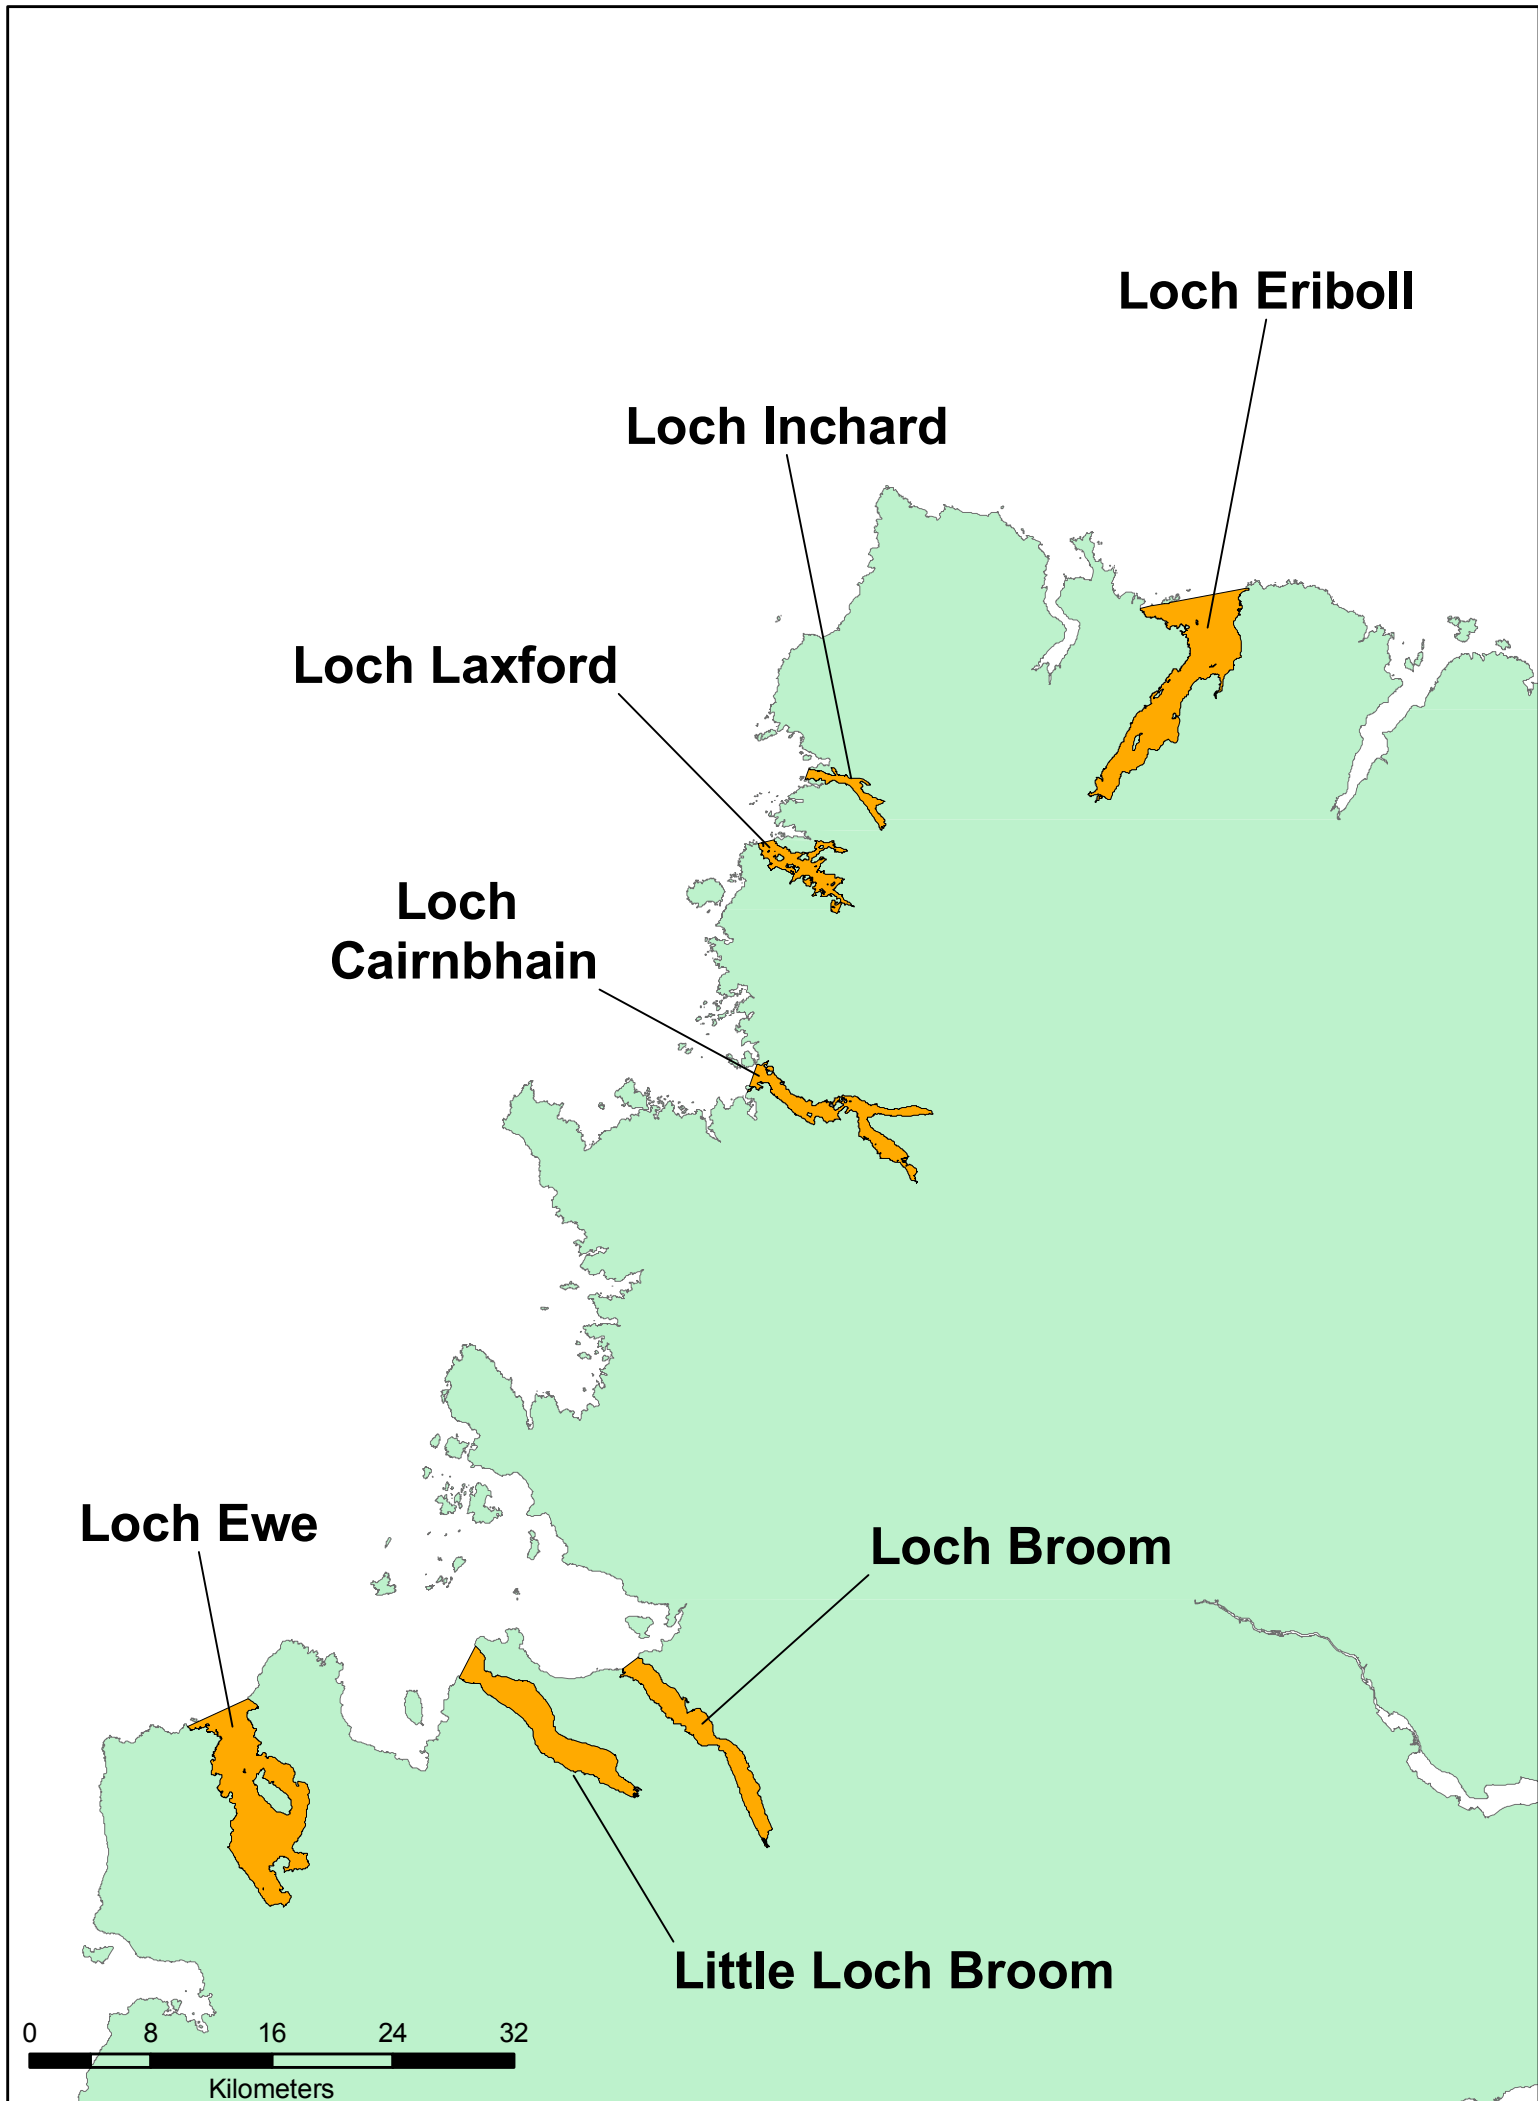 Loch Eriboll
Loch Inchard
Loch Laxford
Loch
Cairnbhain
Loch Ewe
Loch Broom
Little Loch Broom
0 8 16 24 32
Kilometers